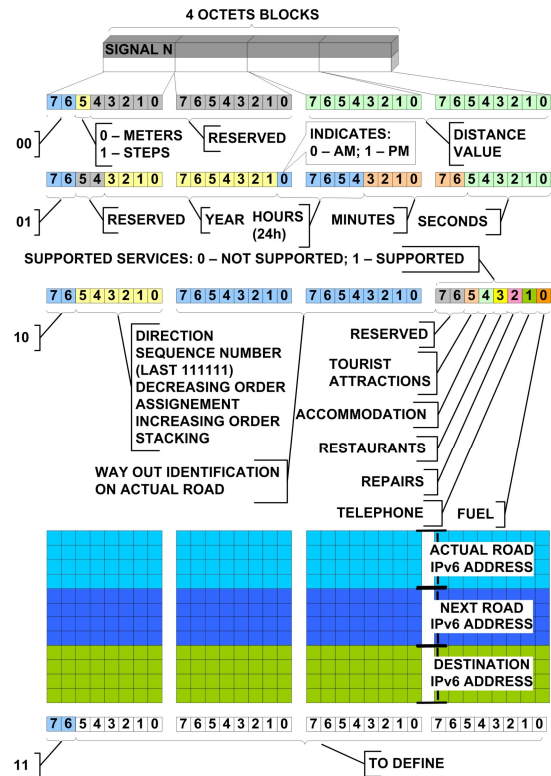 4 OCTETS BLOCKS
SIGNAL N
7 6 5 4 3 2 1 0 7 6 5 4 3 2 1 0 7 6 5 4 3 2 1 0 7 6 5 4 3 2 1 0
00
0 – METERS
1 – STEPS
RESERVED
INDICATES:
0 – AM; 1 – PM
DISTANCE
VALUE
7 6 5 4 3 2 1 0 7 6 5 4 3 2 1 0 7 6 5 4 3 2 1 0 7 6 5 4 3 2 1 0
01
RESERVED
YEAR
HOURS
(24h)
MINUTES
SECONDS
SUPPORTED SERVICES: 0 – NOT SUPPORTED; 1 – SUPPORTED
7 6 5 4 3 2 1 0 7 6 5 4 3 2 1 0 7 6 5 4 3 2 1 0 7 6 5 4 3 2 1 0
10
DIRECTION
SEQUENCE NUMBER
(LAST 111111)
DECREASING ORDER
ASSIGNEMENT
INCREASING ORDER
STACKING
WAY OUT IDENTIFICATION
ON ACTUAL ROAD
RESERVED
TOURIST
ATTRACTIONS
ACCOMMODATION
RESTAURANTS
REPAIRS
TELEPHONE
FUEL
ACTUAL ROAD
IPv6 ADDRESS
NEXT ROAD
IPv6 ADDRESS
DESTINATION
IPv6 ADDRESS
7 6 5 4 3 2 1 0 7 6 5 4 3 2 1 0 7 6 5 4 3 2 1 0 7 6 5 4 3 2 1 0
11
TO DEFINE